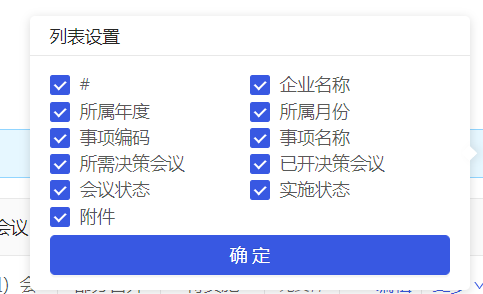 列表设置
# 企业名称
所属年度 所属月份
事项编码 事项名称
所需决策会议 已开决策会议
会议状态 实施状态
附件
确定
会议